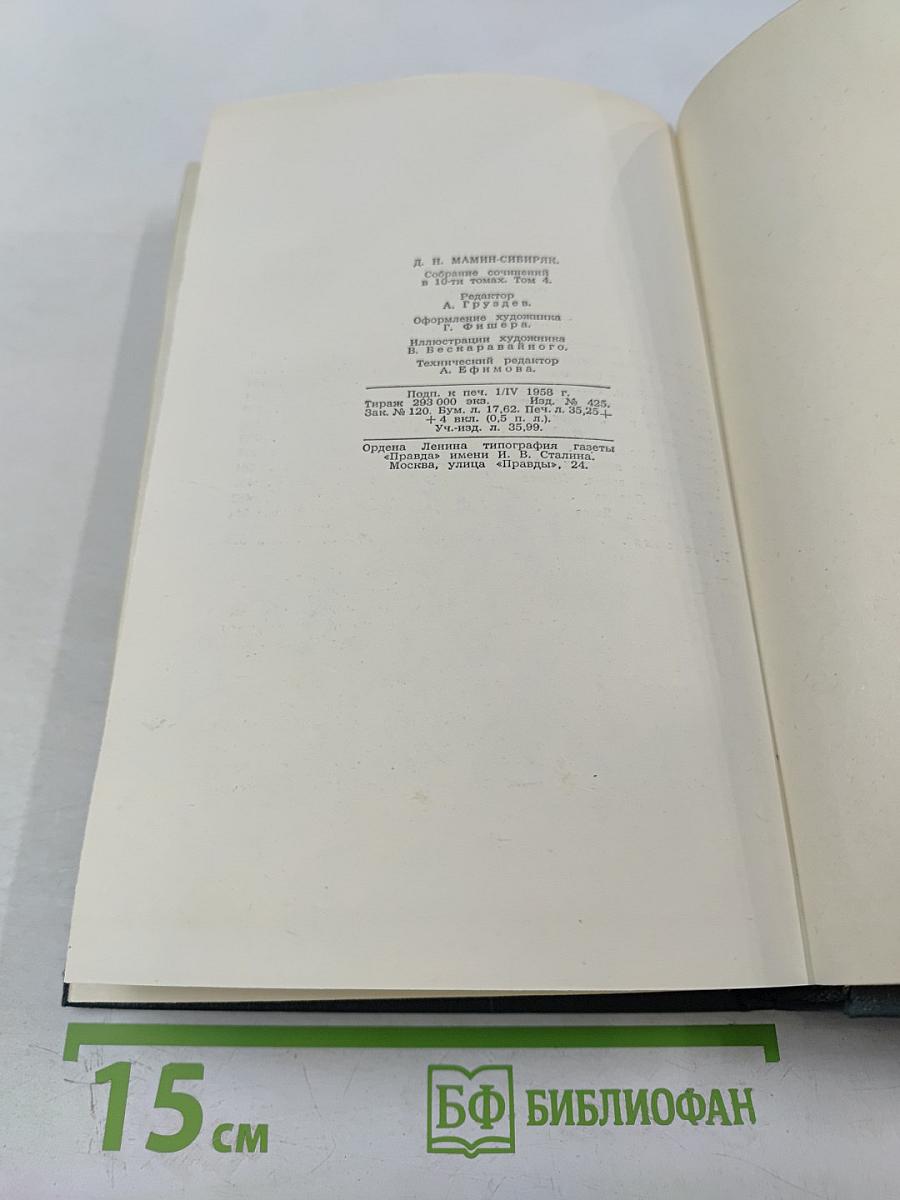 Д. Н. МАМИН-СИБИРЯК.
Собрание сочинений
в 10-ти томах. Том 4.
Редактор
А. Груздев.
Оформление художника
Г. Фишера.
Иллюстрации художника
В. Бескаравайного.
Технический редактор
А. Ефимова.
Подп. к печ. 1/IV 1958 г.
Тираж 293 000 экз. Изд. № 425.
Зак. № 120. Бум. л. 17,62. Печ. л. 35,25+
+4 вкл. (0,5 п. л.).
Уч.-изд. л. 35,99.
Ордена Ленина типография газеты
«Правда» имени И. В. Сталина.
Москва, улица «Правды», 24.
15 см
БФ БИБЛИОФАН